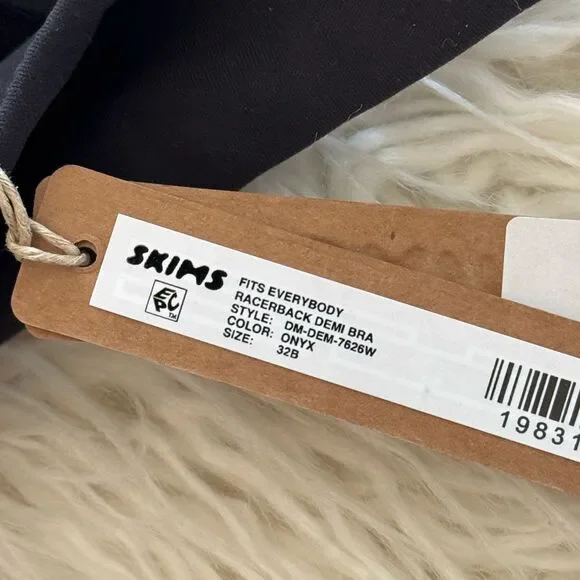 SKIMS
FITS EVERYBODY
RACERBACK DEMI BRA
STYLE: DM-DEM-7626W
COLOR: ONYX
SIZE: 32B
19831